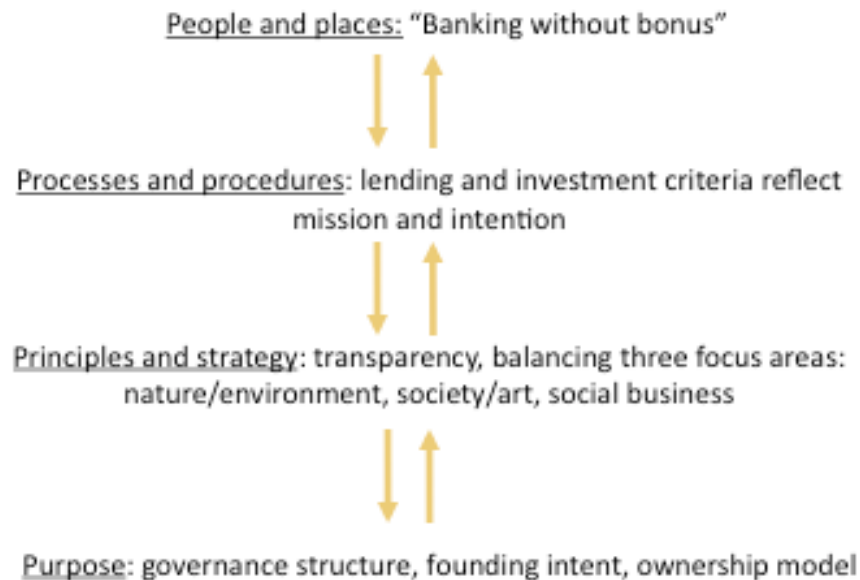 People and places: “Banking without bonus”
Processes and procedures: lending and investment criteria reflect
mission and intention
Principles and strategy: transparency, balancing three focus areas:
nature/environment, society/art, social business
Purpose: governance structure, founding intent, ownership model